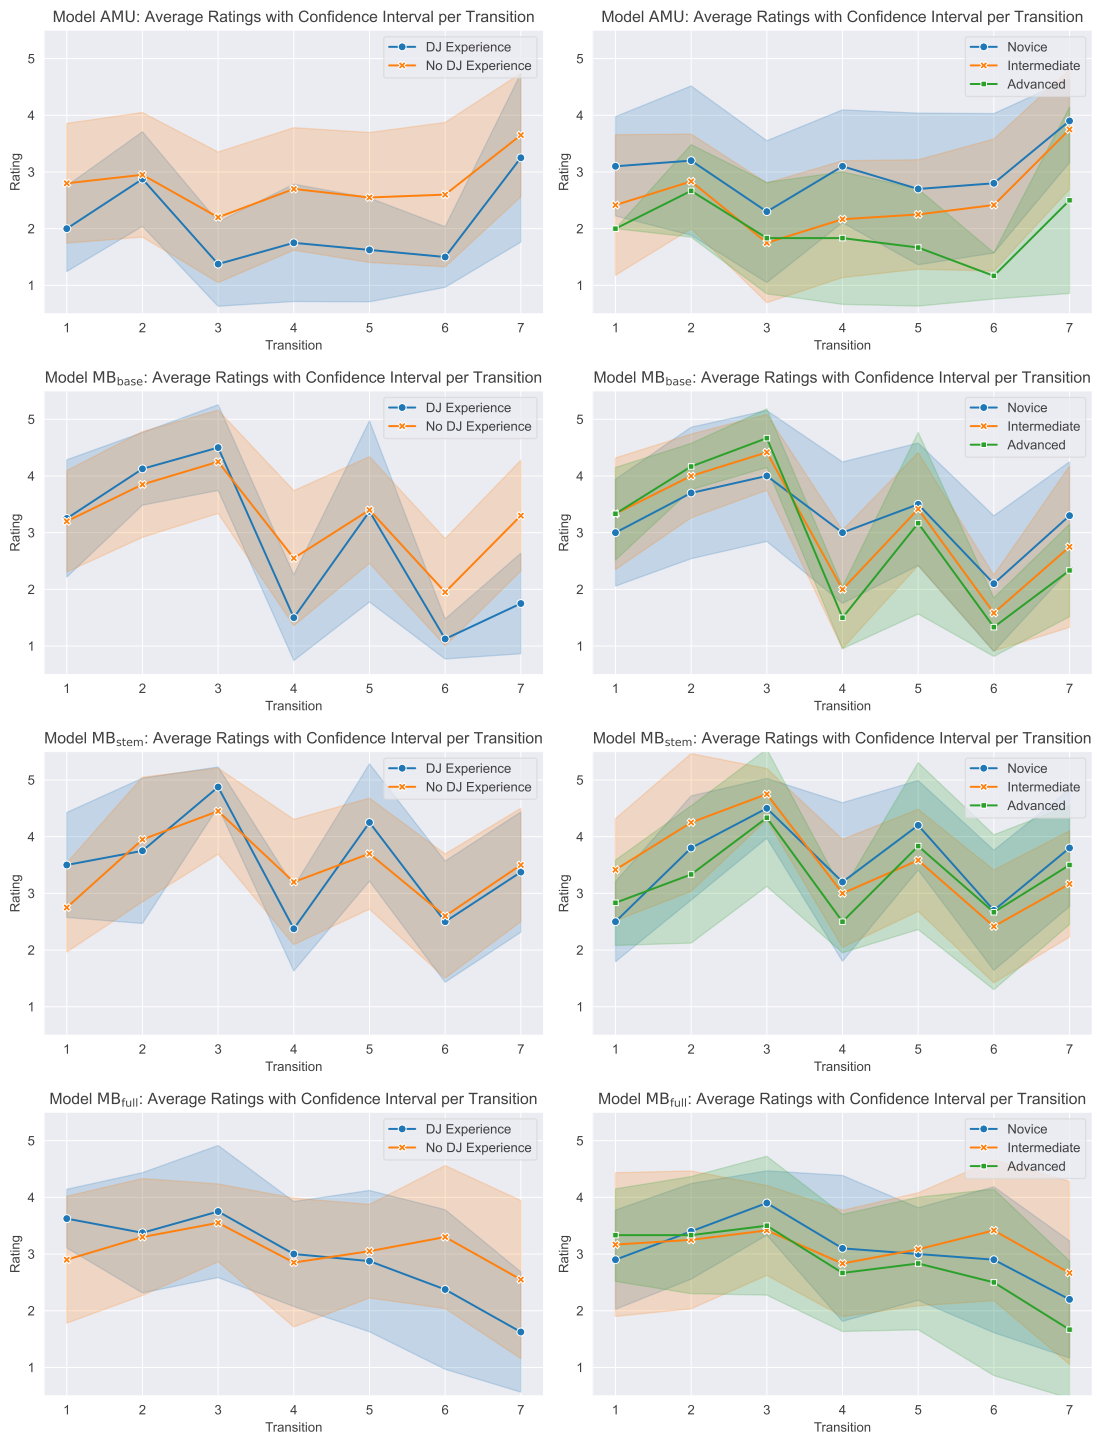 Model AMU: Average Ratings with Confidence Interval per Transition
DJ Experience
No DJ Experience
5
4
3
2
1
Rating
1 2 3 4 5 6 7
Transition
Model AMU: Average Ratings with Confidence Interval per Transition
Novice
Intermediate
Advanced
5
4
3
2
1
Rating
1 2 3 4 5 6 7
Transition
Model MBbase: Average Ratings with Confidence Interval per Transition
DJ Experience
No DJ Experience
5
4
3
2
1
Rating
1 2 3 4 5 6 7
Transition
Model MBbase: Average Ratings with Confidence Interval per Transition
Novice
Intermediate
Advanced
5
4
3
2
1
Rating
1 2 3 4 5 6 7
Transition
Model MBstem: Average Ratings with Confidence Interval per Transition
DJ Experience
No DJ Experience
5
4
3
2
1
Rating
1 2 3 4 5 6 7
Transition
Model MBstem: Average Ratings with Confidence Interval per Transition
Novice
Intermediate
Advanced
5
4
3
2
1
Rating
1 2 3 4 5 6 7
Transition
Model MBfull: Average Ratings with Confidence Interval per Transition
DJ Experience
No DJ Experience
5
4
3
2
1
Rating
1 2 3 4 5 6 7
Transition
Model MBfull: Average Ratings with Confidence Interval per Transition
Novice
Intermediate
Advanced
5
4
3
2
1
Rating
1 2 3 4 5 6 7
Transition